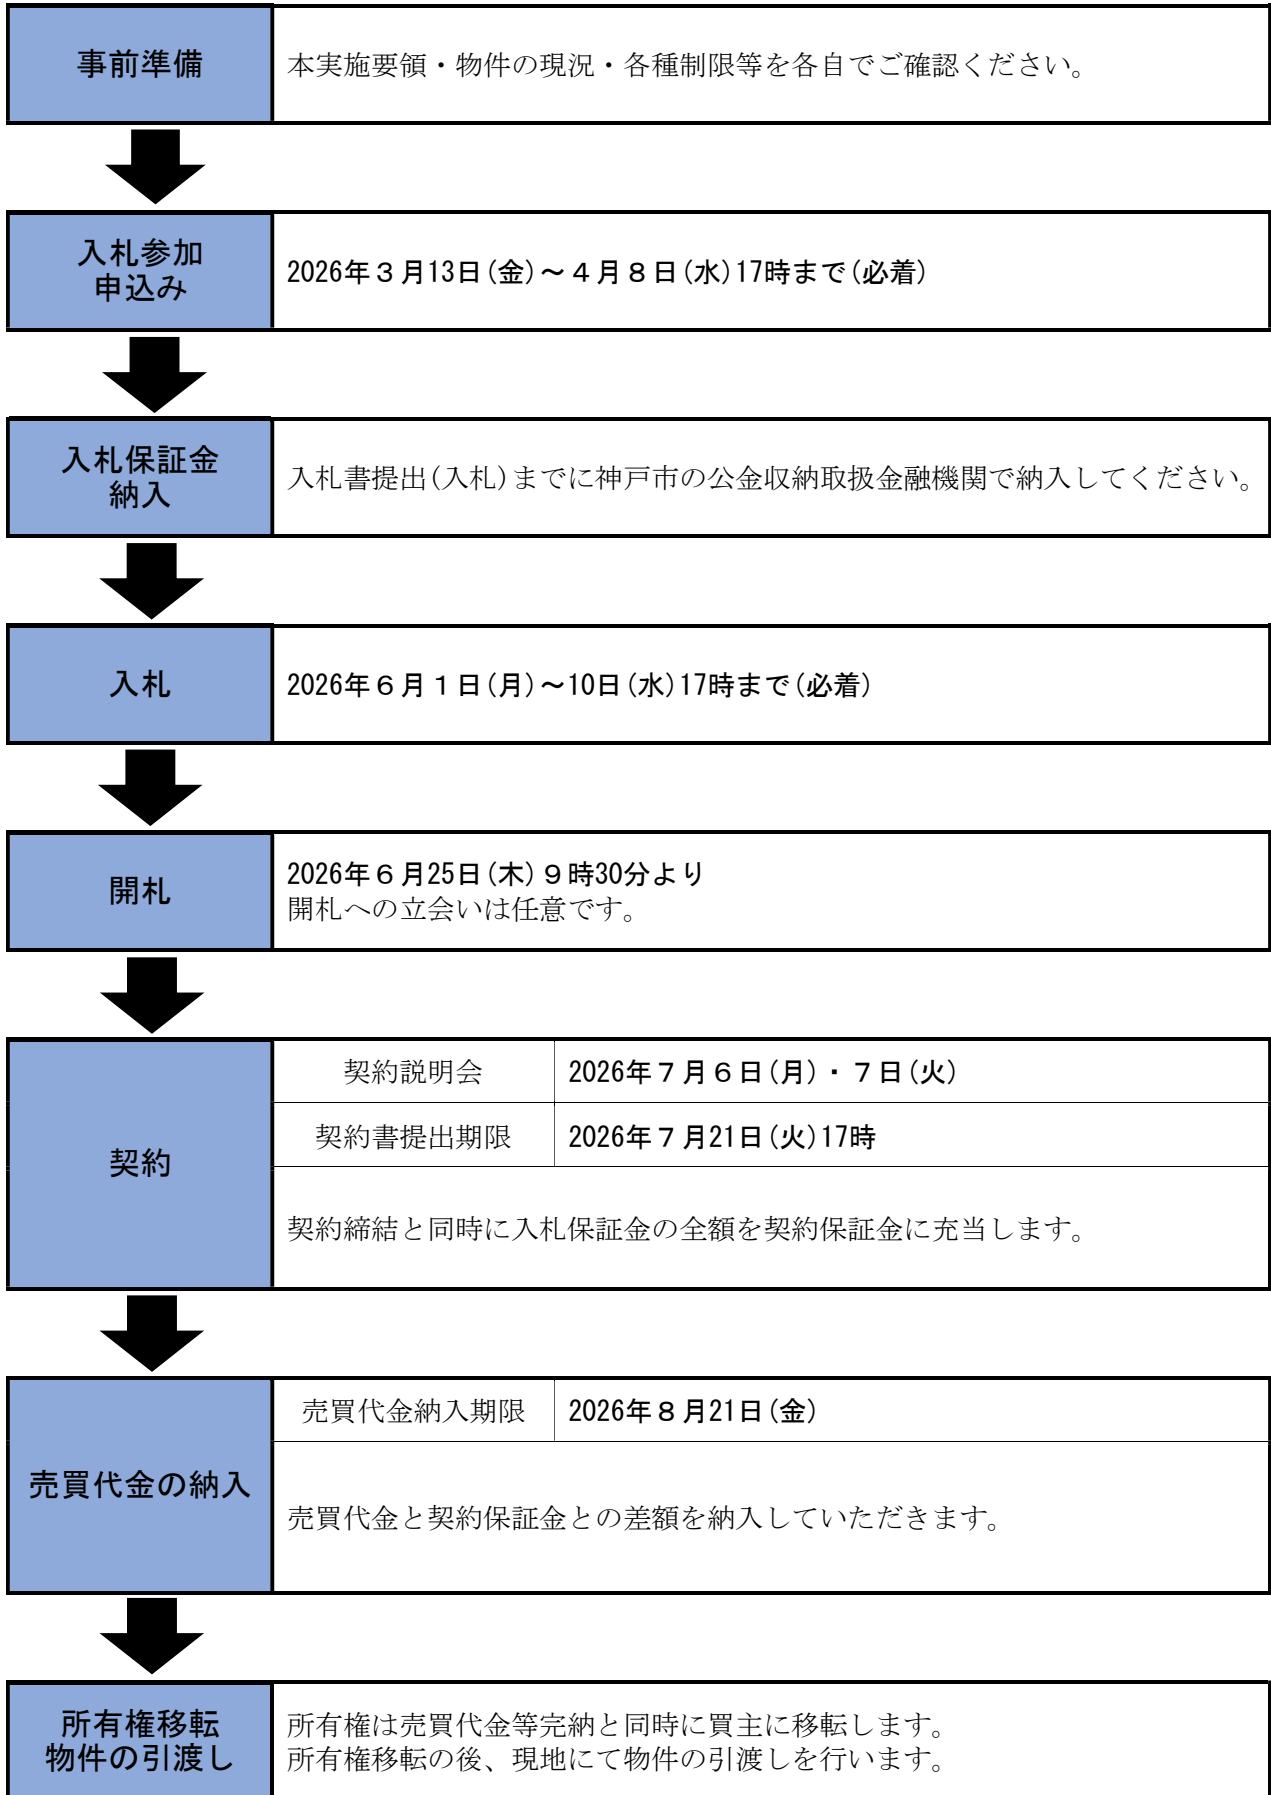 事前準備
本実施要領・物件の現況・各種制限等を各自でご確認ください。
入札参加
申込み
2026年３月13日(金)～４月８日(水)17時まで(必着)
入札保証金
納入
入札書提出(入札)までに神戸市の公金収納取扱金融機関で納入してください。
入札
2026年６月１日(月)～10日(水)17時まで(必着)
開札
2026年６月25日(木)９時30分より
開札への立会いは任意です。
契約
契約説明会
2026年７月６日(月)・７日(火)
契約書提出期限
2026年７月21日(火)17時
契約締結と同時に入札保証金の全額を契約保証金に充当します。
売買代金の納入
売買代金納入期限
2026年８月21日(金)
売買代金と契約保証金との差額を納入していただきます。
所有権移転
物件の引渡し
所有権は売買代金等完納と同時に買主に移転します。
所有権移転の後、現地にて物件の引渡しを行います。